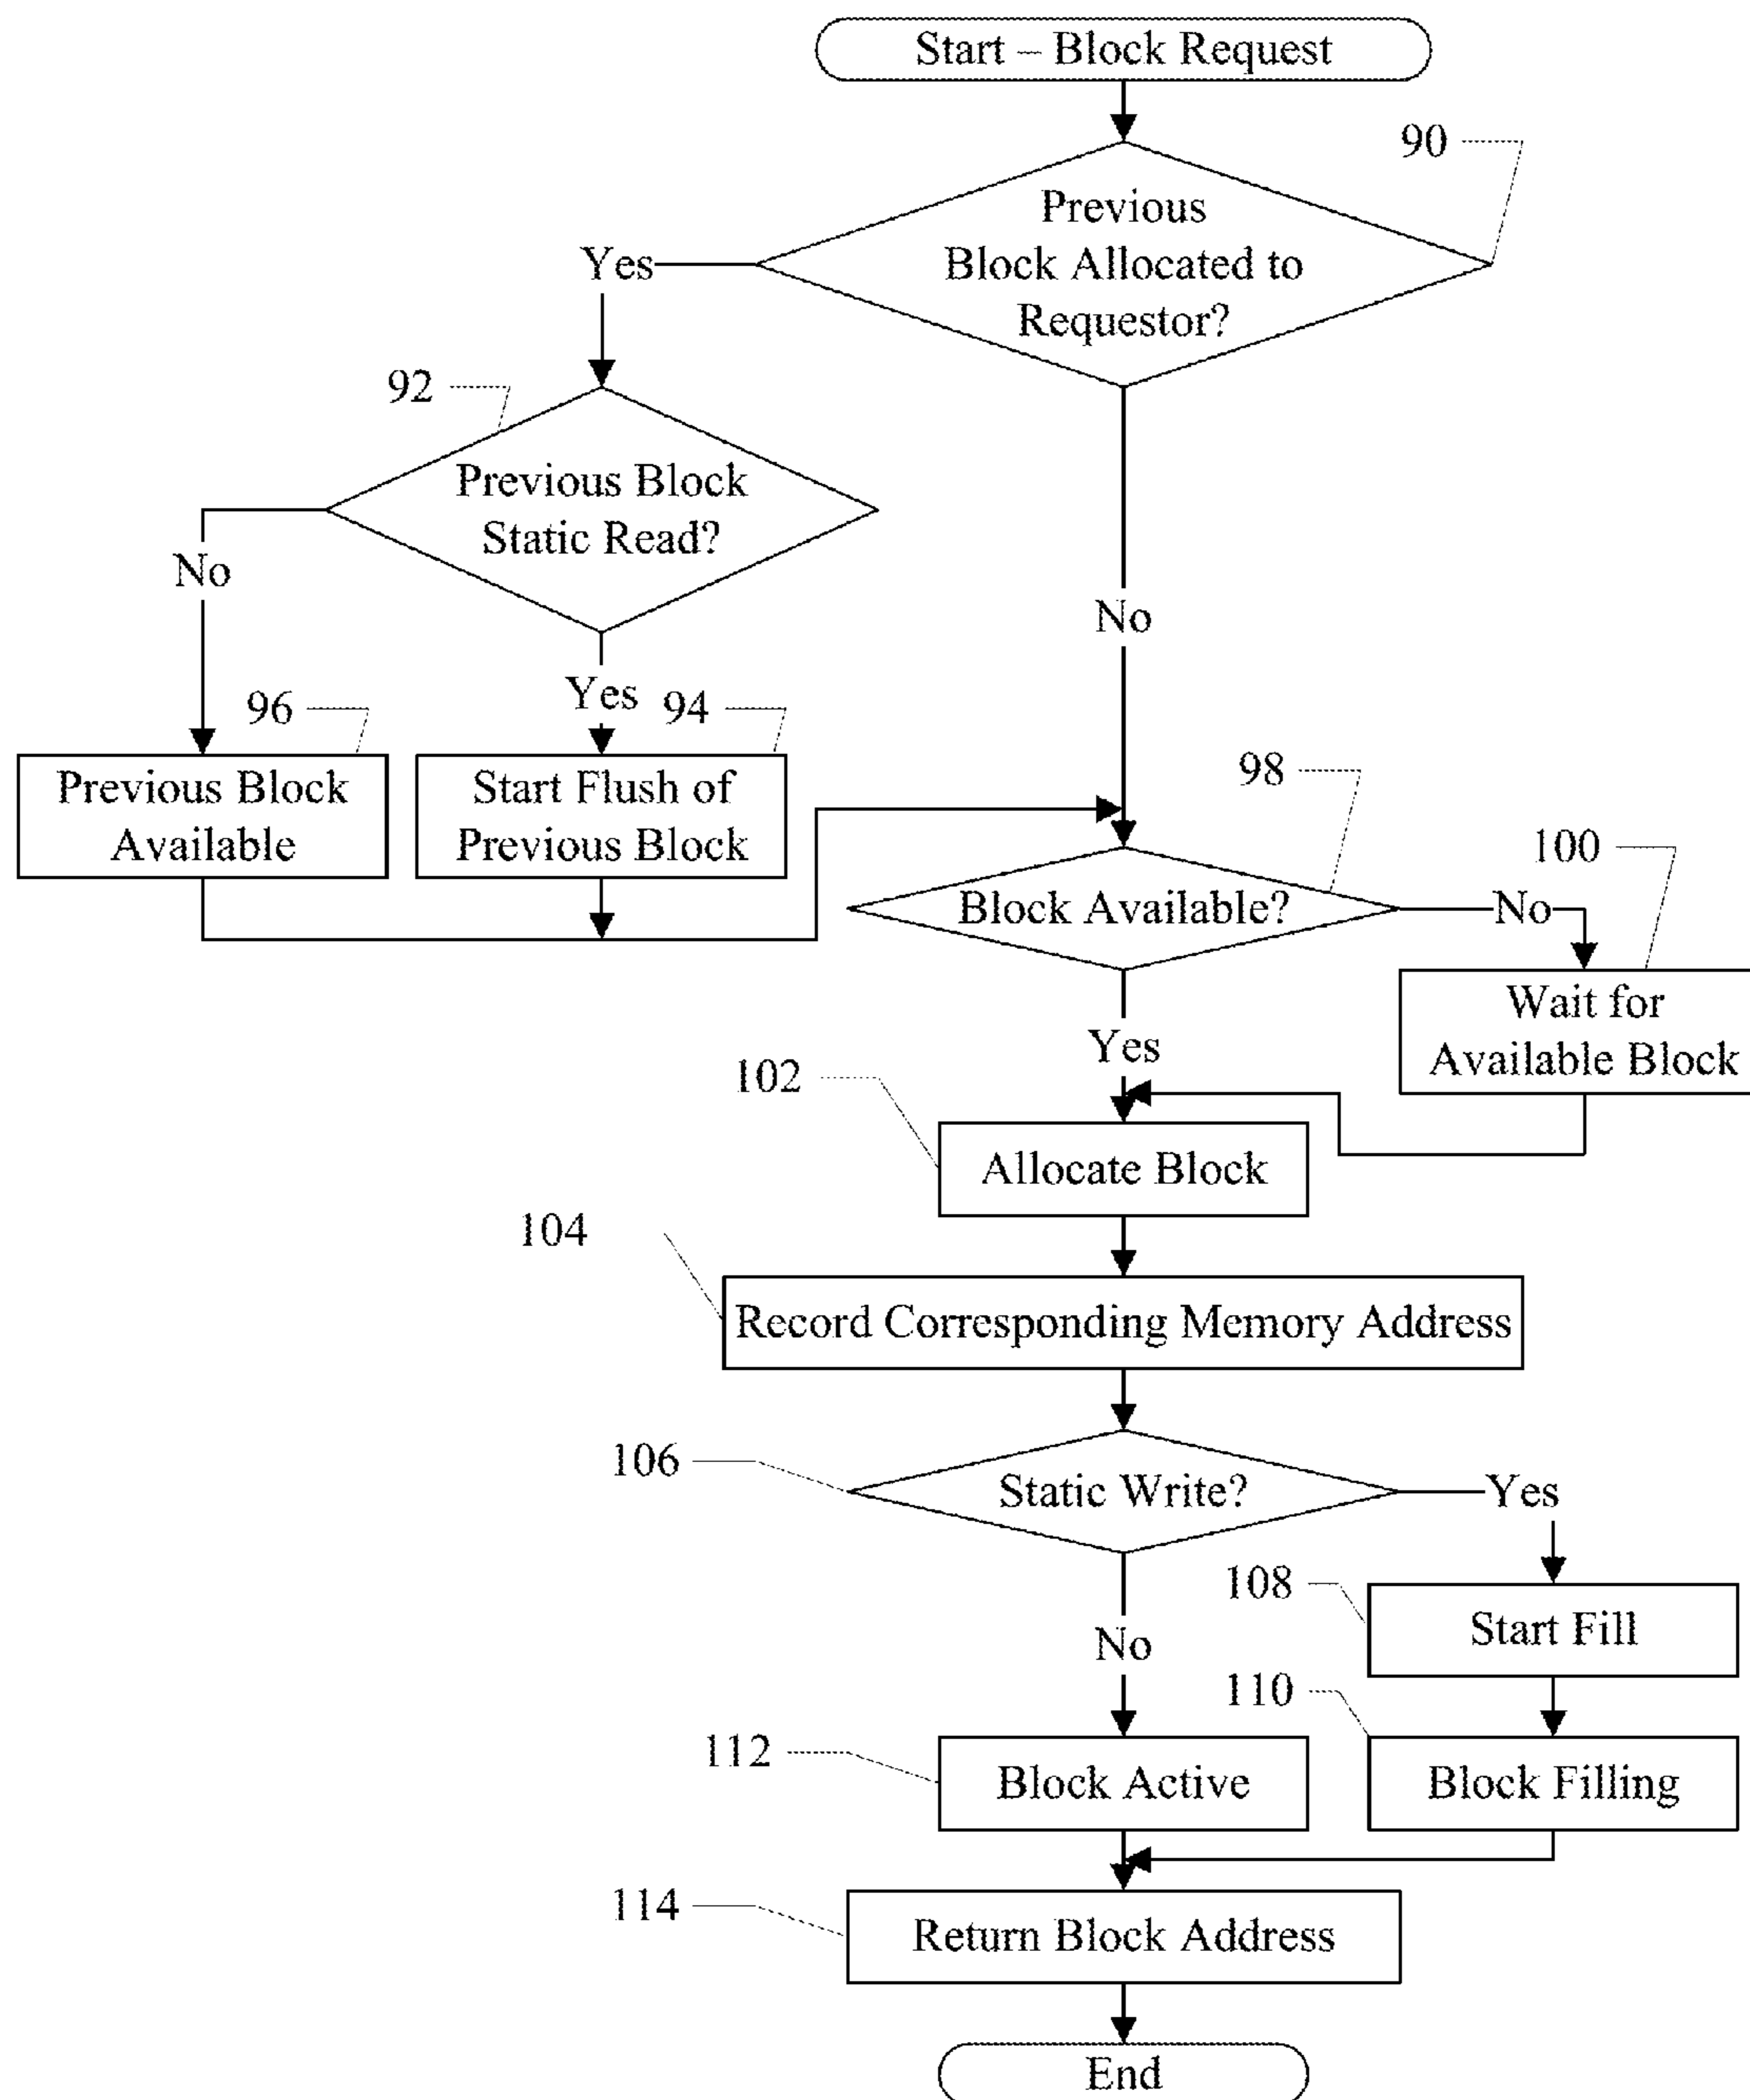 Start – Block Request
90
Previous
Block Allocated to
Requestor?
Yes
92
Previous Block
Static Read?
No
No
Yes
96
94
Previous Block
Available
Start Flush of
Previous Block
98
Block Available?
No
100
Wait for
Available Block
Yes
102
Allocate Block
104
Record Corresponding Memory Address
106
Static Write?
Yes
108
Start Fill
No
110
Block Filling
112
Block Active
114
Return Block Address
End